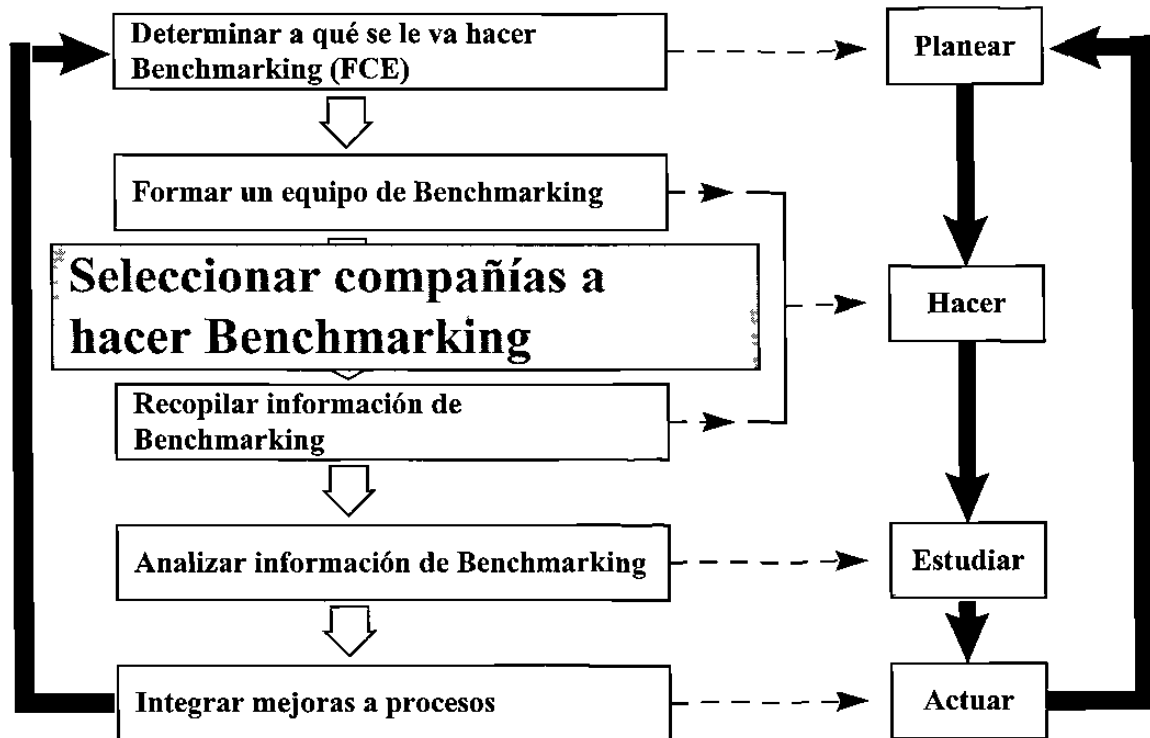 Determinar a qué se le va hacer
Benchmarking (FCE)
Planear
Formar un equipo de Benchmarking
Seleccionar compañías a
hacer Benchmarking
Hacer
Recopilar información de
Benchmarking
Analizar información de Benchmarking
Estudiar
Integrar mejoras a procesos
Actuar